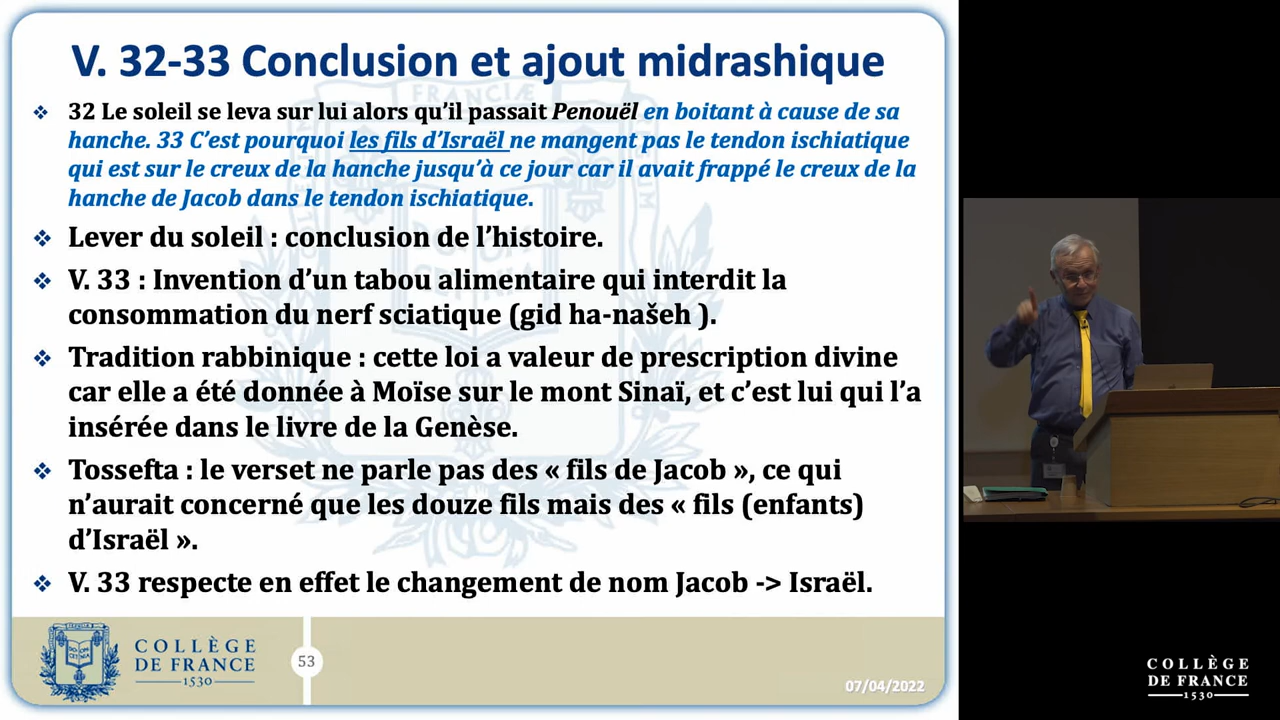 V. 32-33 Conclusion et ajout midrashique
❖ 32 Le soleil se leva sur lui alors qu’il passait Penouël en boitant à cause de sa
hanche. 33 C’est pourquoi les fils d’Israël ne mangent pas le tendon ischiatique
qui est sur le creux de la hanche jusqu’à ce jour car il avait frappé le creux de la
hanche de Jacob dans le tendon ischiatique.
❖ Lever du soleil : conclusion de l’histoire.
❖ V. 33 : Invention d’un tabou alimentaire qui interdit la
consommation du nerf sciatique (gid ha-našeh ).
❖ Tradition rabbinique : cette loi a valeur de prescription divine
car elle a été donnée à Moïse sur le mont Sinaï, et c’est lui qui l’a
insérée dans le livre de la Genèse.
❖ Tossefta : le verset ne parle pas des « fils de Jacob », ce qui
n’aurait concerné que les douze fils mais des « fils (enfants)
d’Israël ».
❖ V. 33 respecte en effet le changement de nom Jacob -> Israël.
COLLÈGE
DE FRANCE
1530
53
07/04/2022
COLLÈGE
DE FRANCE
1530